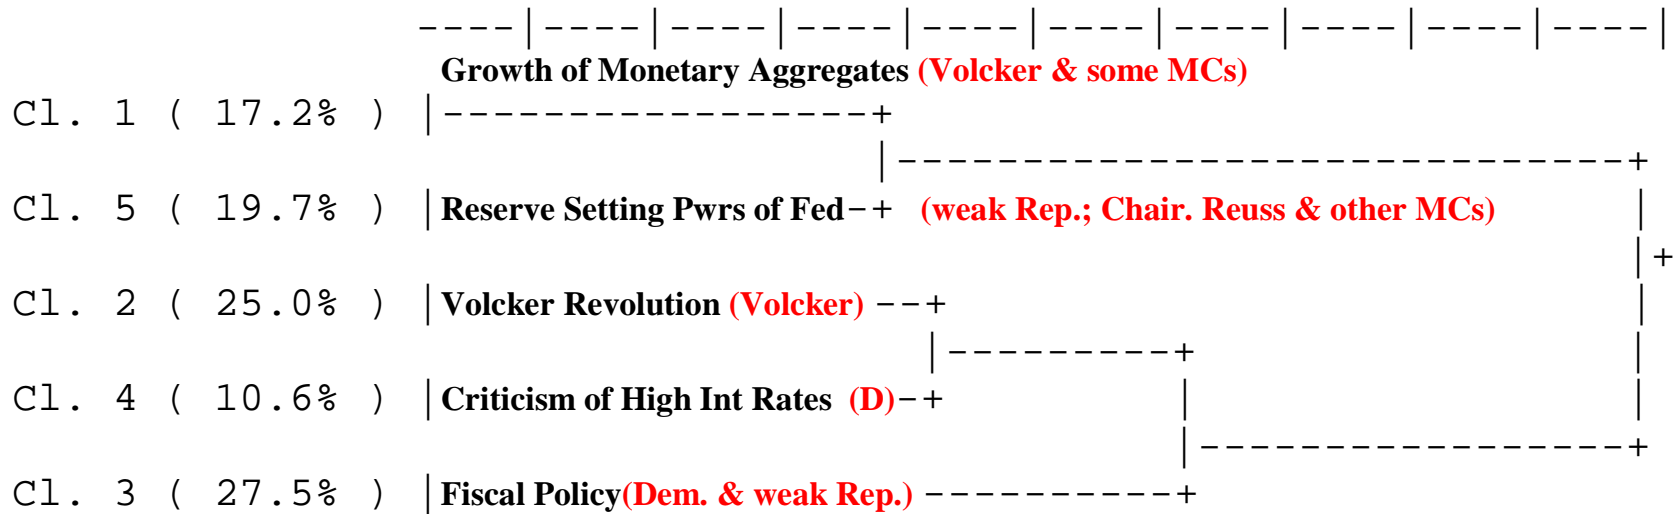 ----|----|----|----|----|----|----|----|----|----|
Growth of Monetary Aggregates (Volcker & some MCs)
Cl. 1 ( 17.2% ) |-----------------+
|-----------------------------+
Cl. 5 ( 19.7% ) |Reserve Setting Pwrs of Fed-+ (weak Rep.; Chair. Reuss & other MCs) |
|+
Cl. 2 ( 25.0% ) |Volcker Revolution (Volcker) --+ |
|---------+ |
Cl. 4 ( 10.6% ) |Criticism of High Int Rates (D)-+ | |
|-----------------+
Cl. 3 ( 27.5% ) |Fiscal Policy(Dem. & weak Rep.) ----------+